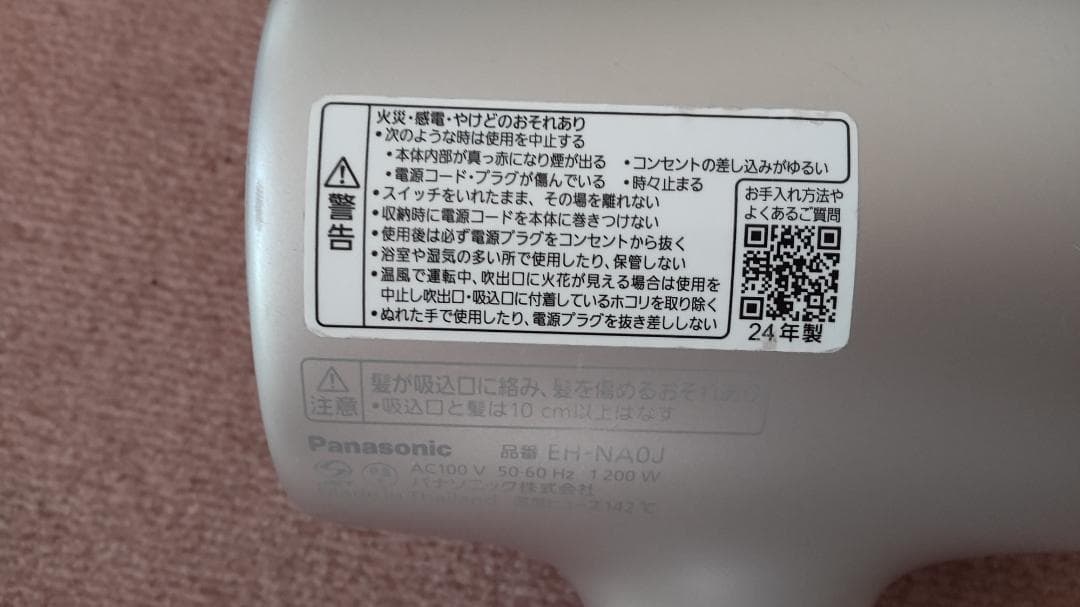 警告
火災・感電・やけどのおそれあり
•次のような時は使用を中止する
•本体内部が真っ赤になり煙が出る •コンセントの差し込みがゆるい
•電源コード・プラグが傷んでいる •時々止まる
•スイッチをいれたまま、その場を離れない
•収納時に電源コードを本体に巻きつけない
•使用後は必ず電源プラグをコンセントから抜く
•浴室や湿気の多い所で使用したり、保管しない
•温風で運転中、吹出口に火花が見える場合は使用を
中止し吹出口・吸込口に付着しているホコリを取り除く
•ぬれた手で使用したり、電源プラグを抜き差ししない
お手入れ方法や
よくあるご質問
24年製
注意
髪が吸込口に絡み、髪を傷めるおそれあり
•吸込口と髪は10 cm以上はなす
Panasonic 品番 EH-NA0J
AC100 V 50-60 Hz 1 200 W
パナソニック株式会社
Made in Thailand 142 ℃